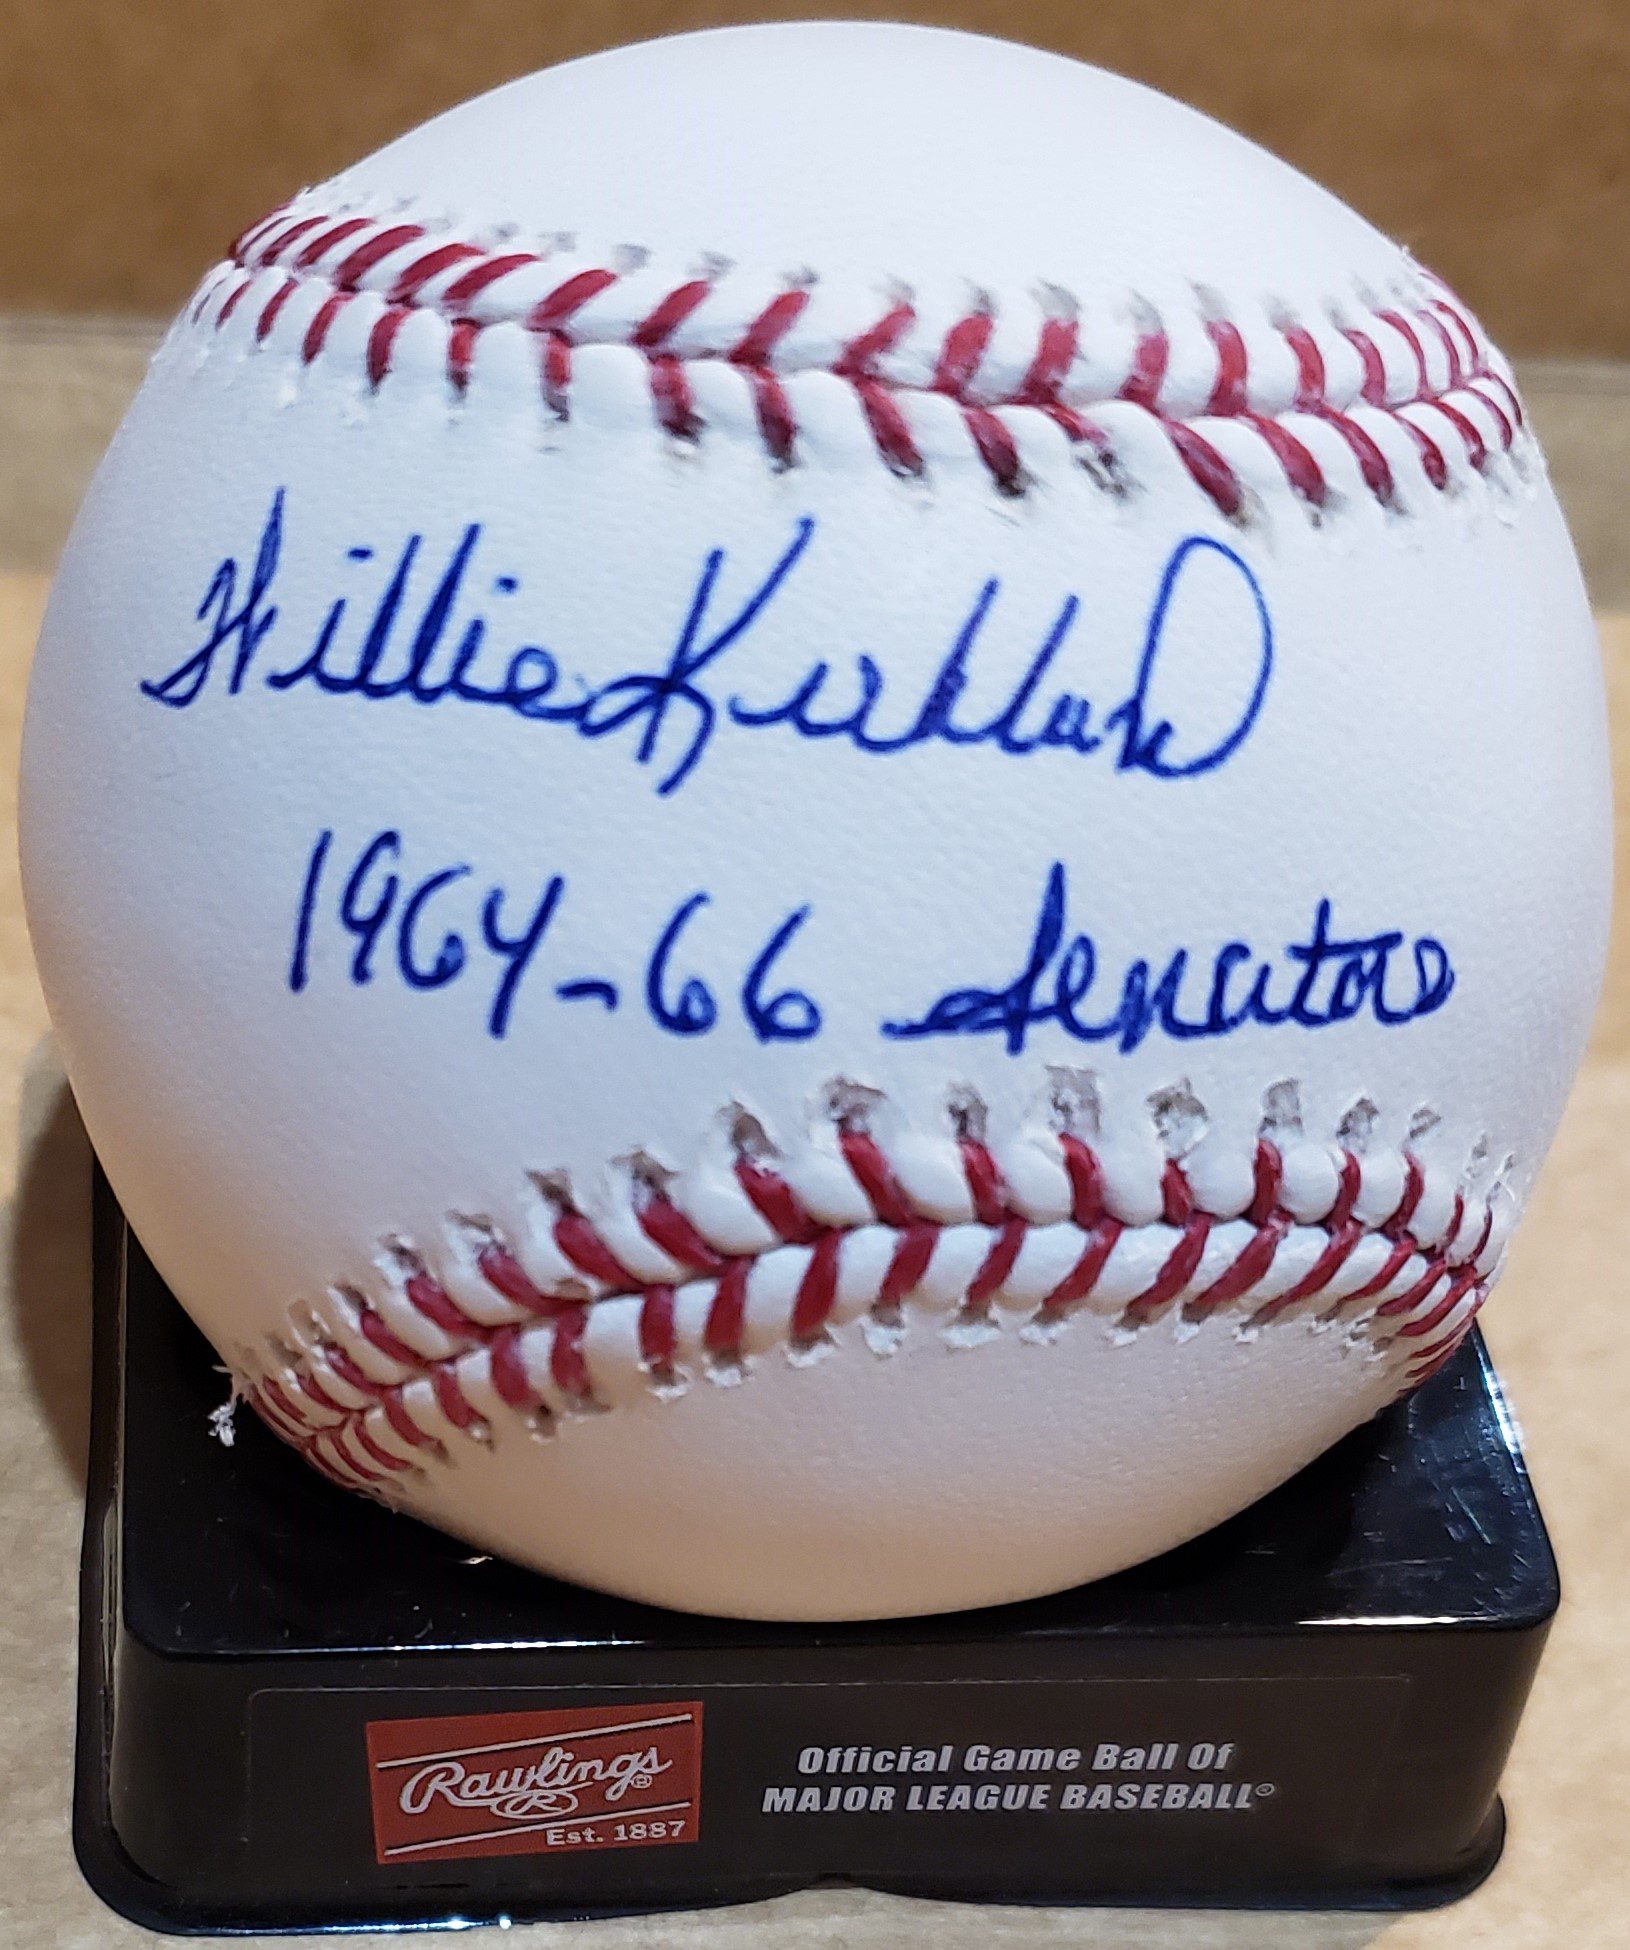 Willie Kirkland
1964-66 Senators
Rawlings®
R
Est. 1887
Official Game Ball Of
MAJOR LEAGUE BASEBALL®